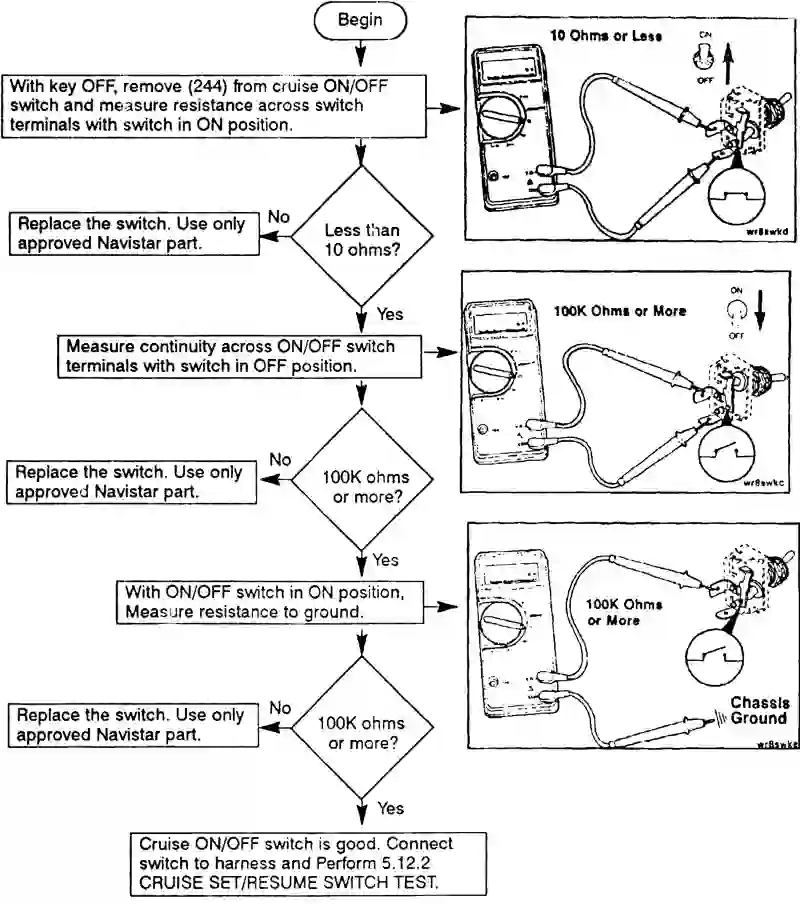 Begin
With key OFF, remove (244) from cruise ON/OFF
switch and measure resistance across switch
terminals with switch in ON position.
10 Ohms or Less
ON
OFF
wr8swkd
Less than
10 ohms?
No
Replace the switch. Use only
approved Navistar part.
Yes
Measure continuity across ON/OFF switch
terminals with switch in OFF position.
100K Ohms or More
ON
OFF
wr8swkc
100K ohms
or more?
No
Replace the switch. Use only
approved Navistar part.
Yes
With ON/OFF switch in ON position,
Measure resistance to ground.
100K Ohms
or More
Chassis
Ground
wr8swke
100K ohms
or more?
No
Replace the switch. Use only
approved Navistar part.
Yes
Cruise ON/OFF switch is good. Connect
switch to harness and Perform 5.12.2
CRUISE SET/RESUME SWITCH TEST.